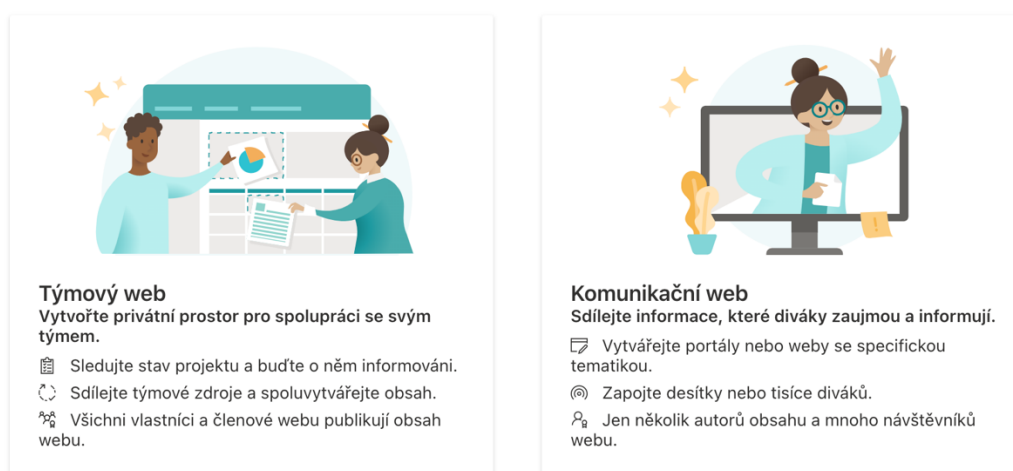 Týmový web
Vytvořte privátní prostor pro spolupráci se svým
týmem.
Sledujte stav projektu a buďte o něm informováni.
Sdílejte týmové zdroje a spoluvytvářejte obsah.
Všichni vlastníci a členové webu publikují obsah
webu.
Komunikační web
Sdílejte informace, které diváky zaujmou a informují.
Vytvářejte portály nebo weby se specifickou
tematikou.
Zapojte desítky nebo tisíce diváků.
Jen několik autorů obsahu a mnoho návštěvníků
webu.